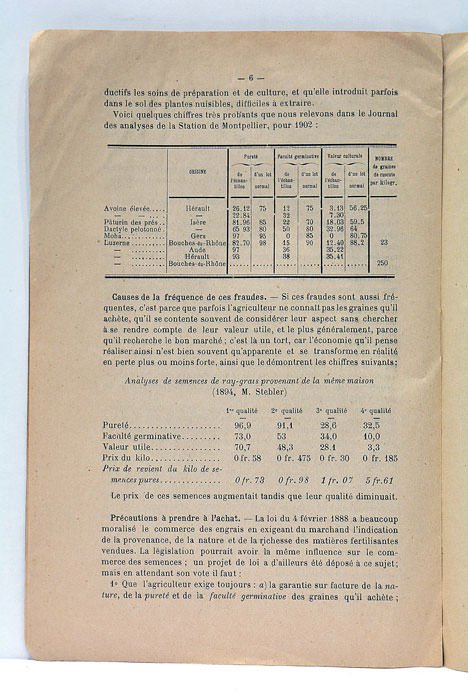 — 6 —
ductifs les soins de préparation et de culture, et qu'elle introduit parfois
dans le sol des plantes nuisibles, difficiles à extraire.
Voici quelques chiffres très probants que nous relevons dans le Journal
des analyses de la Station de Montpellier, pour 1902 :
ORIGINE Pureté Faculté germinative Valeur culturale NOMBRE de graines de cuscute par kilogr.
de l'échan-tillon d'un lot normal de l'échan-tillon d'un lot normal de l'échan-tillon d'un lot normal
Avoine élevée.... Hérault 26.12 75 12 75 3.13 56.25
— — — 22.84 32 7.30
Pâturin des prés .. Isère 81.96 85 22 70 18.03 59.5
Dactyle pelotonné. — 65 93 80 50 80 32.96 64
Moha.......... Gers 97 95 0 85 0 80.75
Luzerne .......... Bouches-du-Rhône 82.70 98 15 90 12.40 88.2 23
— .......... Aude 97 36 35.22
— .......... Hérault 93 38 35.41
— .......... Bouches-du-Rhône 250
Causes de la fréquence de ces fraudes. — Si ces fraudes sont aussi fré-
quentes, c'est parce que parfois l'agriculteur ne connaît pas les graines qu'il
achète, qu'il se contente souvent de considérer leur aspect sans chercher
à se rendre compte de leur valeur utile, et le plus généralement, parce
qu'il recherche le bon marché ; c'est là un tort, car l'économie qu'il pense
réaliser ainsi n'est bien souvent qu'apparente et se transforme en réalité
en perte plus ou moins forte, ainsi que le démontrent les chiffres suivants;
Analyses de semences de ray-grass provenant de la même maison
(1894, M. Stebler)
1re qualité 2e qualité 3e qualité 4e qualité
Pureté..................... 96,9 91,1 28,6 32,5
Faculté germinative......... 73,0 53 34,0 10,0
Valeur utile................ 70,7 48,3 28.1 3,3
Prix du kilo ............... 0 fr. 58 0 fr. 475 0 fr. 30 0 fr. 185
Prix de revient du kilo de se-
mences pures........... 0 fr. 73 0 fr. 98 1 fr. 07 5 fr. 61
Le prix de ces semences augmentait tandis que leur qualité diminuait.
Précautions à prendre à l'achat. — La loi du 4 février 1888 a beaucoup
moralisé le commerce des engrais en exigeant du marchand l'indication
de la provenance, de la nature et de la richesse des matières fertilisantes
vendues. La législation pourrait avoir la même influence sur le com-
merce des semences ; un projet de loi a d'ailleurs été déposé à ce sujet;
mais en attendant son vote il faut :
1° Que l'agriculteur exige toujours : a) la garantie sur facture de la na-
ture, de la pureté et de la faculté germinative des graines qu'il achète ;